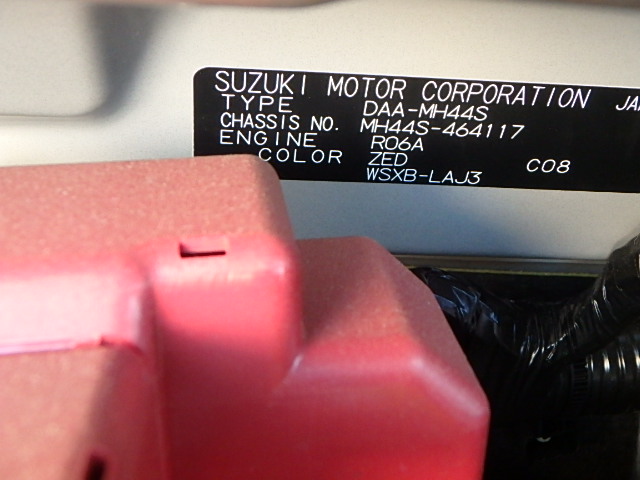 SUZUKI MOTOR CORPORATION
TYPE DAA-MH44S
CHASSIS NO. MH44S-464117
ENGINE R06A
COLOR ZED C08
WSXB-LAJ3